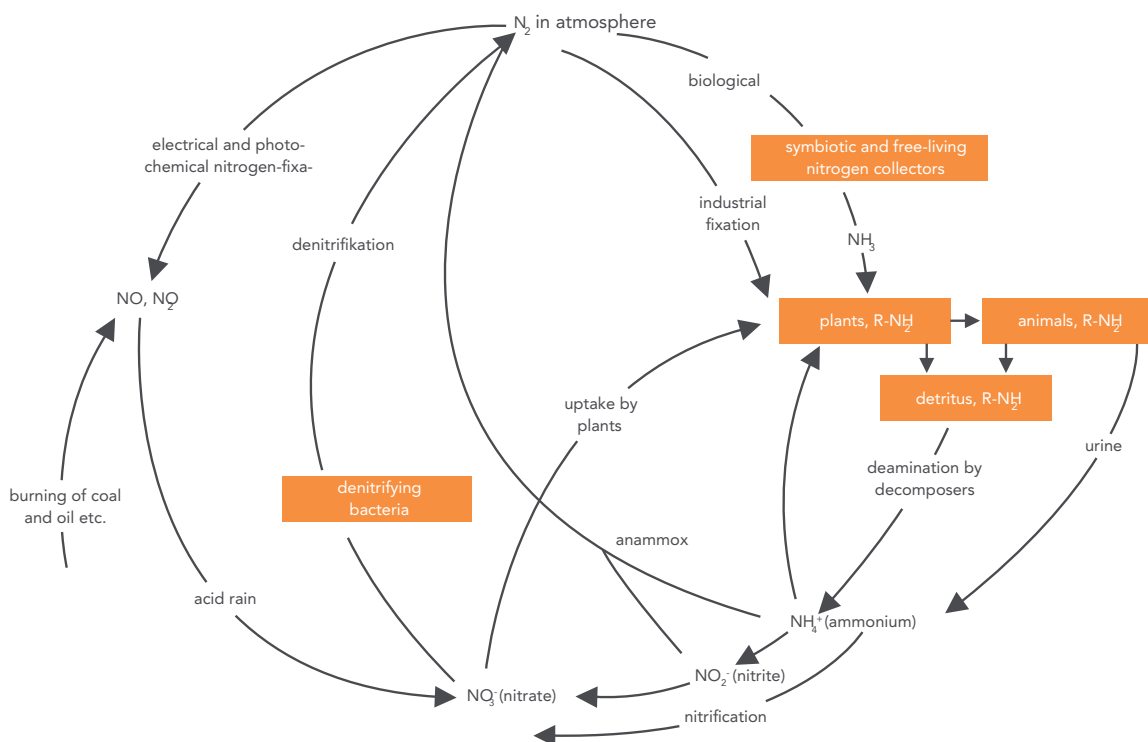 N₂ in atmosphere
biological
electrical and photo-
chemical nitrogen-fixa-
symbiotic and free-living
nitrogen collectors
industrial
fixation
denitrifikation
NH₃
NO, N₂O
plants, R-NH₂
animals, R-NH₂
detritus, R-NH₂
uptake by
plants
urine
deamination by
decomposers
burning of coal
and oil etc.
denitrifying
bacteria
anammox
acid rain
NH₄⁺ (ammonium)
NO₂⁻ (nitrite)
NO₃⁻ (nitrate)
nitrification